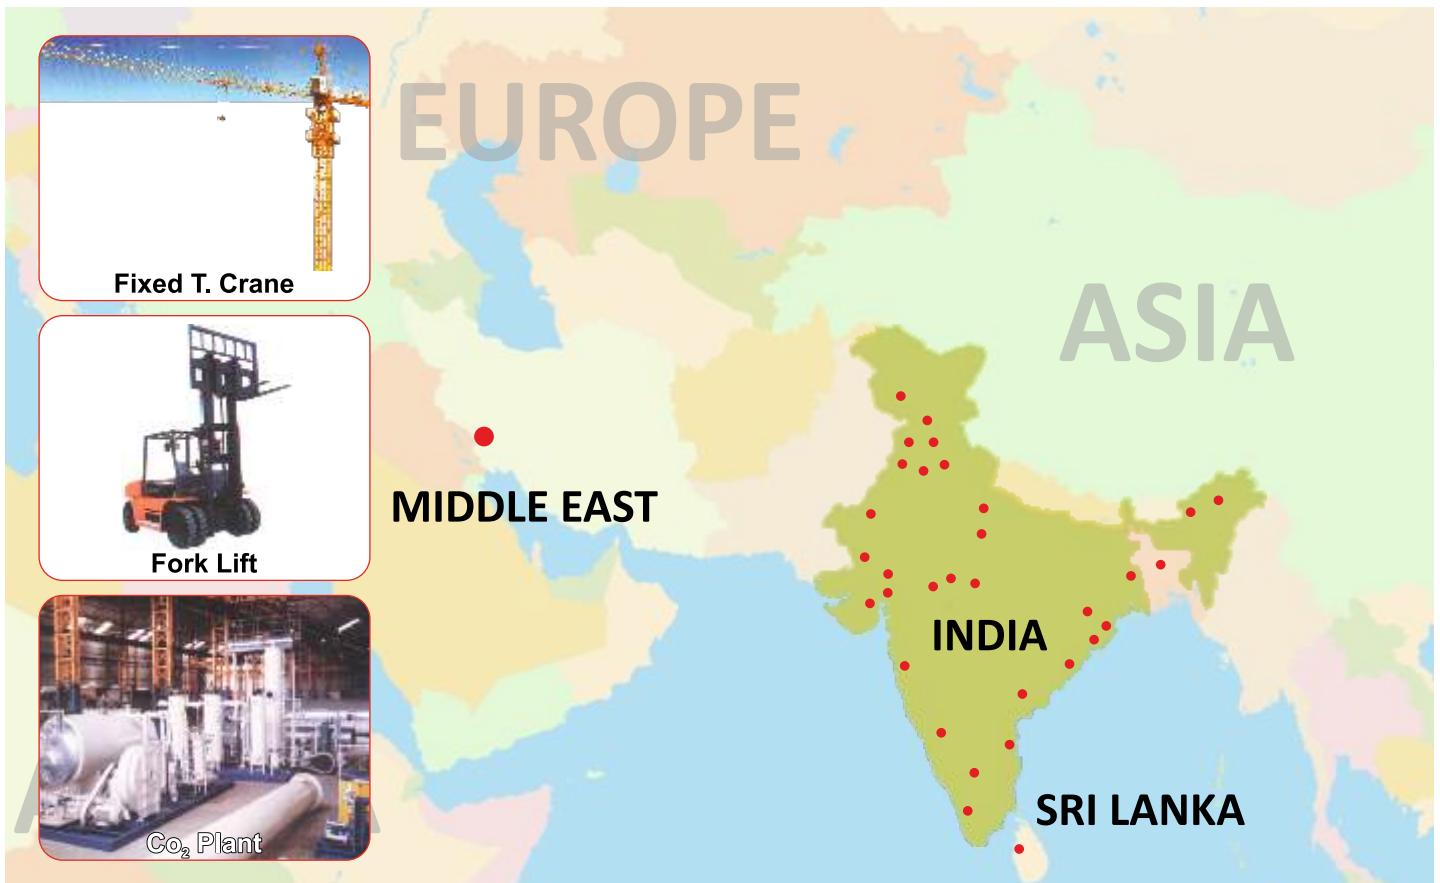 EUROPE
Fixed T. Crane
ASIA
MIDDLE EAST
Fork Lift
INDIA
SRI LANKA
Co₂ Plant